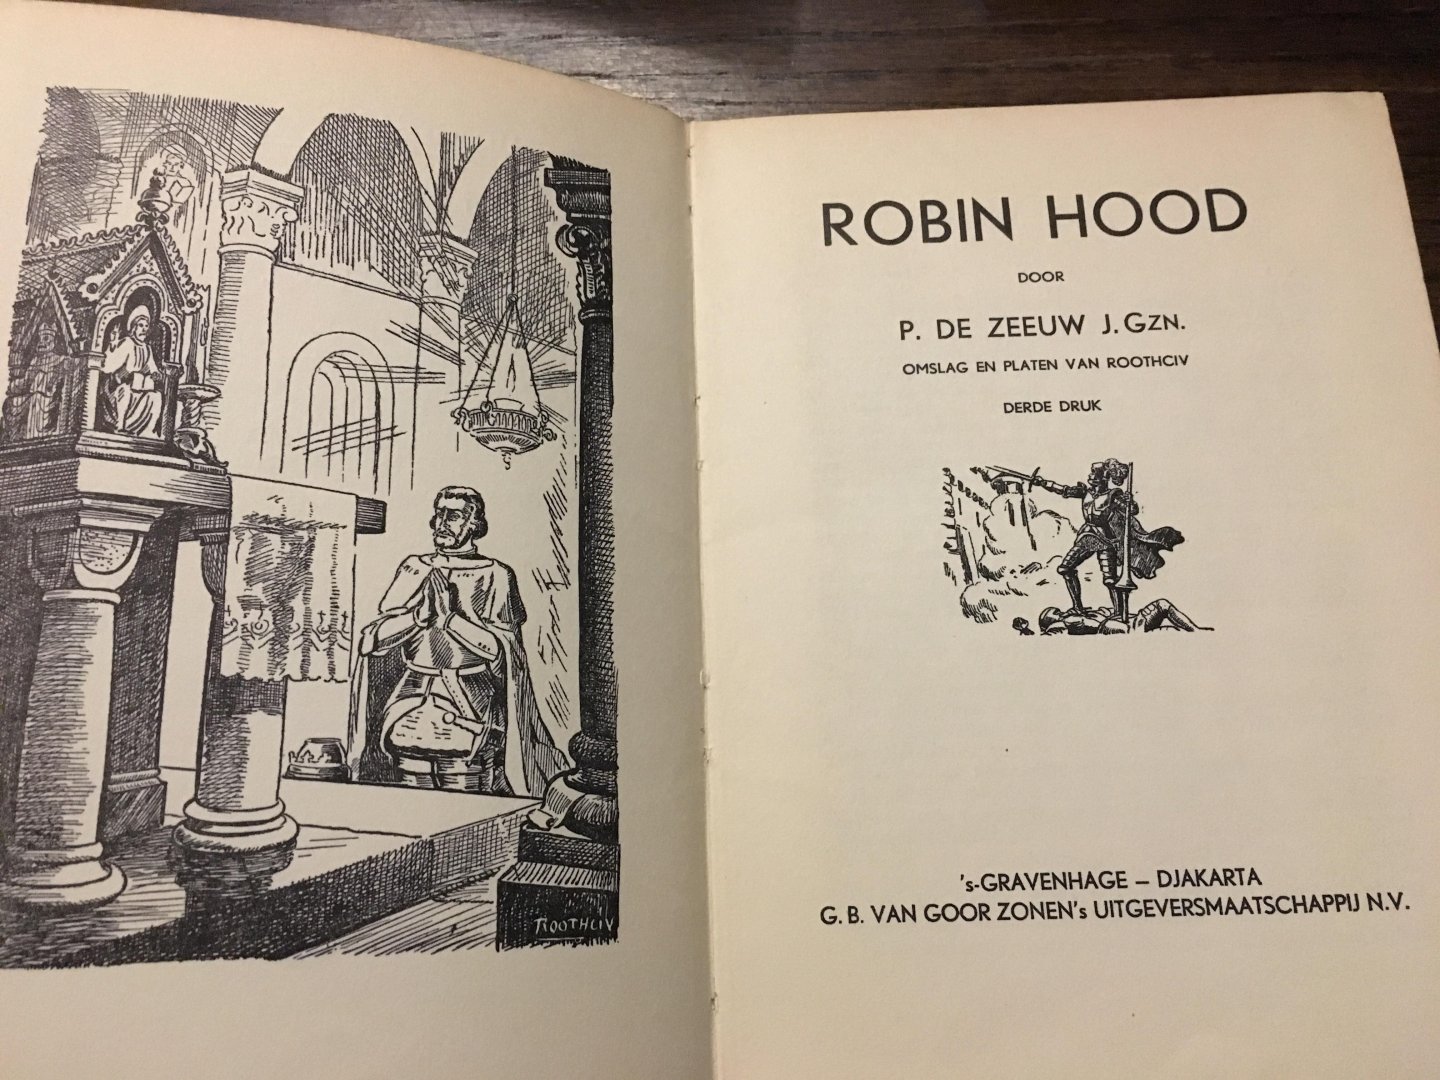 ROOTHCIV
ROBIN HOOD
DOOR
P. DE ZEEUW J.GZN.
OMSLAG EN PLATEN VAN ROOTHCIV
DERDE DRUK
's-GRAVENHAGE – DJAKARTA
G. B. VAN GOOR ZONEN's UITGEVERSMAATSCHAPPIJ N.V.